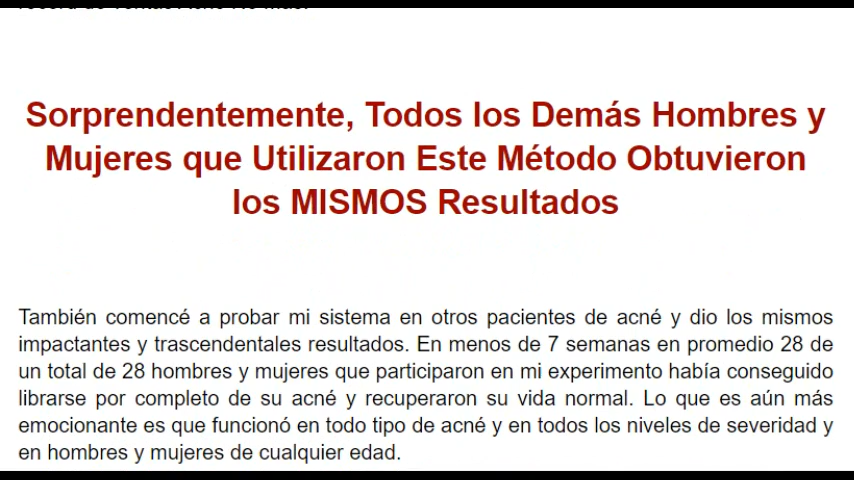 Sorprendentemente, Todos los Demás Hombres y
Mujeres que Utilizaron Este Método Obtuvieron
los MISMOS Resultados
También comencé a probar mi sistema en otros pacientes de acné y dio los mismos
impactantes y trascendentales resultados. En menos de 7 semanas en promedio 28 de
un total de 28 hombres y mujeres que participaron en mi experimento había conseguido
librarse por completo de su acné y recuperaron su vida normal. Lo que es aún más
emocionante es que funcionó en todo tipo de acné y en todos los niveles de severidad y
en hombres y mujeres de cualquier edad.